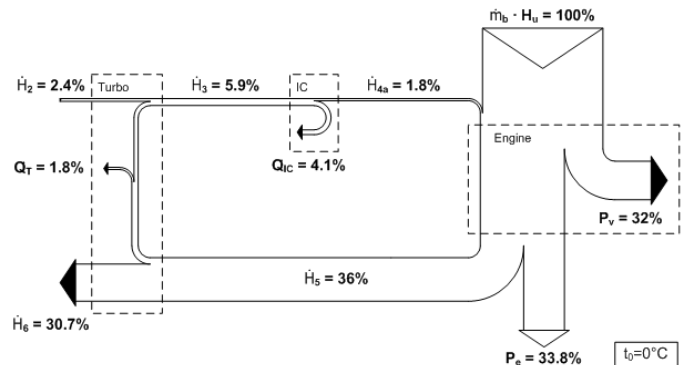 ṁb · Hu = 100%
Ḣ2 = 2.4%
Turbo
Ḣ3 = 5.9%
IC
Ḣ4a = 1.8%
Engine
QT = 1.8%
QIC = 4.1%
Pv = 32%
Ḣ5 = 36%
Ḣ6 = 30.7%
Pe = 33.8%
t0=0°C